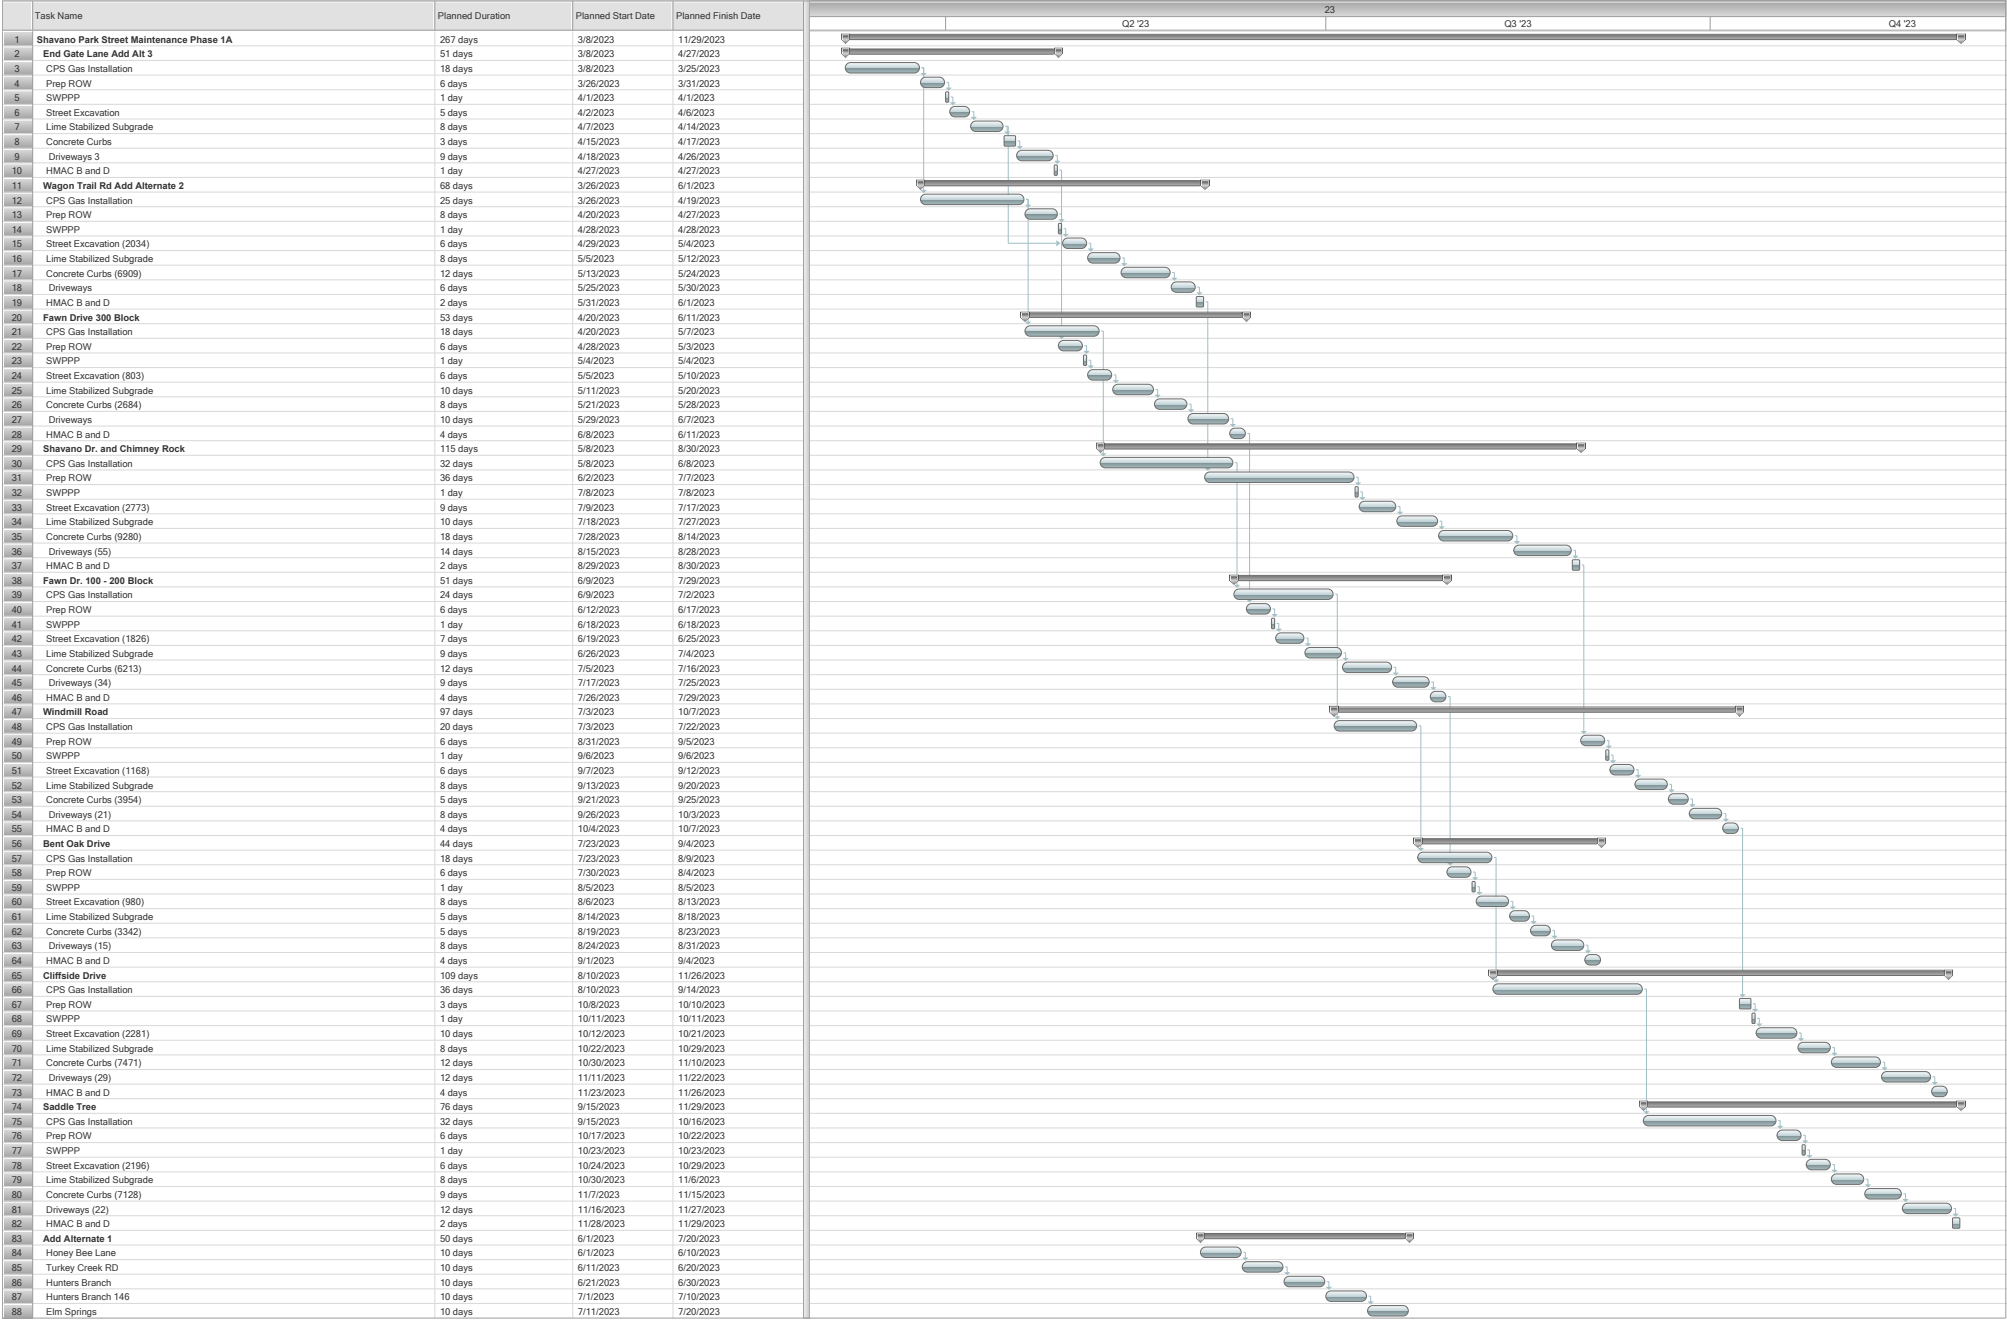 23
Task Name Planned Duration Planned Start Date Planned Finish Date
Q2 '23 Q3 '23 Q4 '23
1 Shavano Park Street Maintenance Phase 1A 267 days 3/8/2023 11/29/2023
2 End Gate Lane Add Alt 3 51 days 3/8/2023 4/27/2023
3 CPS Gas Installation 18 days 3/8/2023 3/25/2023
4 Prep ROW 6 days 3/26/2023 3/31/2023
5 SWPPP 1 day 4/1/2023 4/1/2023
6 Street Excavation 5 days 4/2/2023 4/6/2023
7 Lime Stabilized Subgrade 8 days 4/7/2023 4/14/2023
8 Concrete Curbs 3 days 4/15/2023 4/17/2023
9 Driveways 3 9 days 4/18/2023 4/26/2023
10 HMAC B and D 1 day 4/27/2023 4/27/2023
11 Wagon Trail Rd Add Alternate 2 68 days 3/26/2023 6/1/2023
12 CPS Gas Installation 25 days 3/26/2023 4/19/2023
13 Prep ROW 8 days 4/20/2023 4/27/2023
14 SWPPP 1 day 4/28/2023 4/28/2023
15 Street Excavation (2034) 6 days 4/29/2023 5/4/2023
16 Lime Stabilized Subgrade 8 days 5/5/2023 5/12/2023
17 Concrete Curbs (6909) 12 days 5/13/2023 5/24/2023
18 Driveways 6 days 5/25/2023 5/30/2023
19 HMAC B and D 2 days 5/31/2023 6/1/2023
20 Fawn Drive 300 Block 53 days 4/20/2023 6/11/2023
21 CPS Gas Installation 18 days 4/20/2023 5/7/2023
22 Prep ROW 6 days 4/28/2023 5/3/2023
23 SWPPP 1 day 5/4/2023 5/4/2023
24 Street Excavation (803) 6 days 5/5/2023 5/10/2023
25 Lime Stabilized Subgrade 10 days 5/11/2023 5/20/2023
26 Concrete Curbs (2684) 8 days 5/21/2023 5/28/2023
27 Driveways 10 days 5/29/2023 6/7/2023
28 HMAC B and D 4 days 6/8/2023 6/11/2023
29 Shavano Dr. and Chimney Rock 115 days 5/8/2023 8/30/2023
30 CPS Gas Installation 32 days 5/8/2023 6/8/2023
31 Prep ROW 36 days 6/2/2023 7/7/2023
32 SWPPP 1 day 7/8/2023 7/8/2023
33 Street Excavation (2773) 9 days 7/9/2023 7/17/2023
34 Lime Stabilized Subgrade 10 days 7/18/2023 7/27/2023
35 Concrete Curbs (9280) 18 days 7/28/2023 8/14/2023
36 Driveways (55) 14 days 8/15/2023 8/28/2023
37 HMAC B and D 2 days 8/29/2023 8/30/2023
38 Fawn Dr. 100 - 200 Block 51 days 6/9/2023 7/29/2023
39 CPS Gas Installation 24 days 6/9/2023 7/2/2023
40 Prep ROW 6 days 6/12/2023 6/17/2023
41 SWPPP 1 day 6/18/2023 6/18/2023
42 Street Excavation (1826) 7 days 6/19/2023 6/25/2023
43 Lime Stabilized Subgrade 9 days 6/26/2023 7/4/2023
44 Concrete Curbs (6213) 12 days 7/5/2023 7/16/2023
45 Driveways (34) 9 days 7/17/2023 7/25/2023
46 HMAC B and D 4 days 7/26/2023 7/29/2023
47 Windmill Road 97 days 7/3/2023 10/7/2023
48 CPS Gas Installation 20 days 7/3/2023 7/22/2023
49 Prep ROW 6 days 8/31/2023 9/5/2023
50 SWPPP 1 day 9/6/2023 9/6/2023
51 Street Excavation (1168) 6 days 9/7/2023 9/12/2023
52 Lime Stabilized Subgrade 8 days 9/13/2023 9/20/2023
53 Concrete Curbs (3954) 5 days 9/21/2023 9/25/2023
54 Driveways (21) 8 days 9/26/2023 10/3/2023
55 HMAC B and D 4 days 10/4/2023 10/7/2023
56 Bent Oak Drive 44 days 7/23/2023 9/4/2023
57 CPS Gas Installation 18 days 7/23/2023 8/9/2023
58 Prep ROW 6 days 7/30/2023 8/4/2023
59 SWPPP 1 day 8/5/2023 8/5/2023
60 Street Excavation (980) 8 days 8/6/2023 8/13/2023
61 Lime Stabilized Subgrade 5 days 8/14/2023 8/18/2023
62 Concrete Curbs (3342) 5 days 8/19/2023 8/23/2023
63 Driveways (15) 8 days 8/24/2023 8/31/2023
64 HMAC B and D 4 days 9/1/2023 9/4/2023
65 Cliffside Drive 109 days 8/10/2023 11/26/2023
66 CPS Gas Installation 36 days 8/10/2023 9/14/2023
67 Prep ROW 3 days 10/8/2023 10/10/2023
68 SWPPP 1 day 10/11/2023 10/11/2023
69 Street Excavation (2281) 10 days 10/12/2023 10/21/2023
70 Lime Stabilized Subgrade 8 days 10/22/2023 10/29/2023
71 Concrete Curbs (7471) 12 days 10/30/2023 11/10/2023
72 Driveways (29) 12 days 11/11/2023 11/22/2023
73 HMAC B and D 4 days 11/23/2023 11/26/2023
74 Saddle Tree 76 days 9/15/2023 11/29/2023
75 CPS Gas Installation 32 days 9/15/2023 10/16/2023
76 Prep ROW 6 days 10/17/2023 10/22/2023
77 SWPPP 1 day 10/23/2023 10/23/2023
78 Street Excavation (2196) 6 days 10/24/2023 10/29/2023
79 Lime Stabilized Subgrade 8 days 10/30/2023 11/6/2023
80 Concrete Curbs (7128) 9 days 11/7/2023 11/15/2023
81 Driveways (22) 12 days 11/16/2023 11/27/2023
82 HMAC B and D 2 days 11/28/2023 11/29/2023
83 Add Alternate 1 50 days 6/1/2023 7/20/2023
84 Honey Bee Lane 10 days 6/1/2023 6/10/2023
85 Turkey Creek RD 10 days 6/11/2023 6/20/2023
86 Hunters Branch 10 days 6/21/2023 6/30/2023
87 Hunters Branch 146 10 days 7/1/2023 7/10/2023
88 Elm Springs 10 days 7/11/2023 7/20/2023